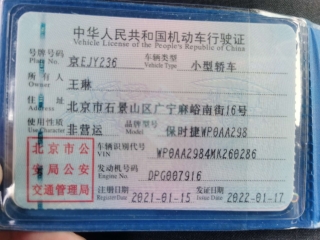 中华人民共和国机动车行驶证
Vehicle License of the People's Republic of China
号牌号码 Plate No. 京EJY236 车辆类型 Vehicle Type 小型轿车
所有人 Owner 王琳
住址 Address 北京市石景山区广宁麻峪南街16号
使用性质 Use Character 非营运 品牌型号 Model 保时捷WP0AA298
北京市公安局公安交通管理局
车辆识别代号 VIN WP0AA2984MK260286
发动机号码 Engine No. DPG007916
注册日期 Register Date 2021-01-15 发证日期 Issue Date 2022-01-17